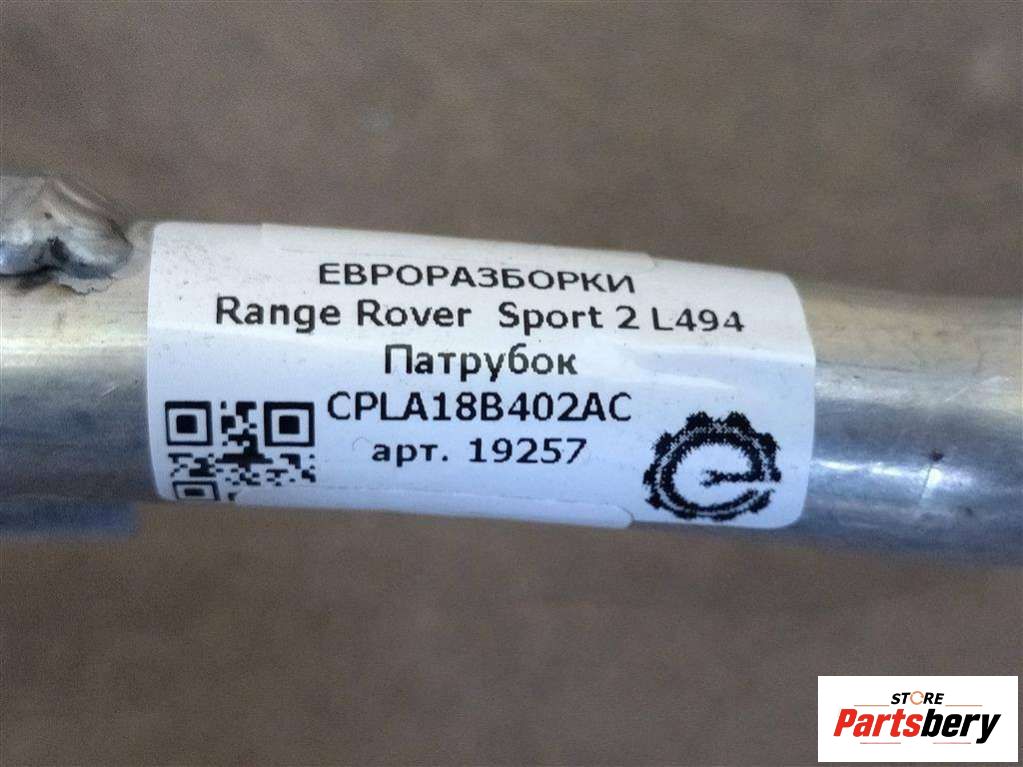 ЕВРОРАЗБОРКИ
Range Rover Sport 2 L494
Патрубок
CPLA18B402AC
арт. 19257
STORE
Partsbery